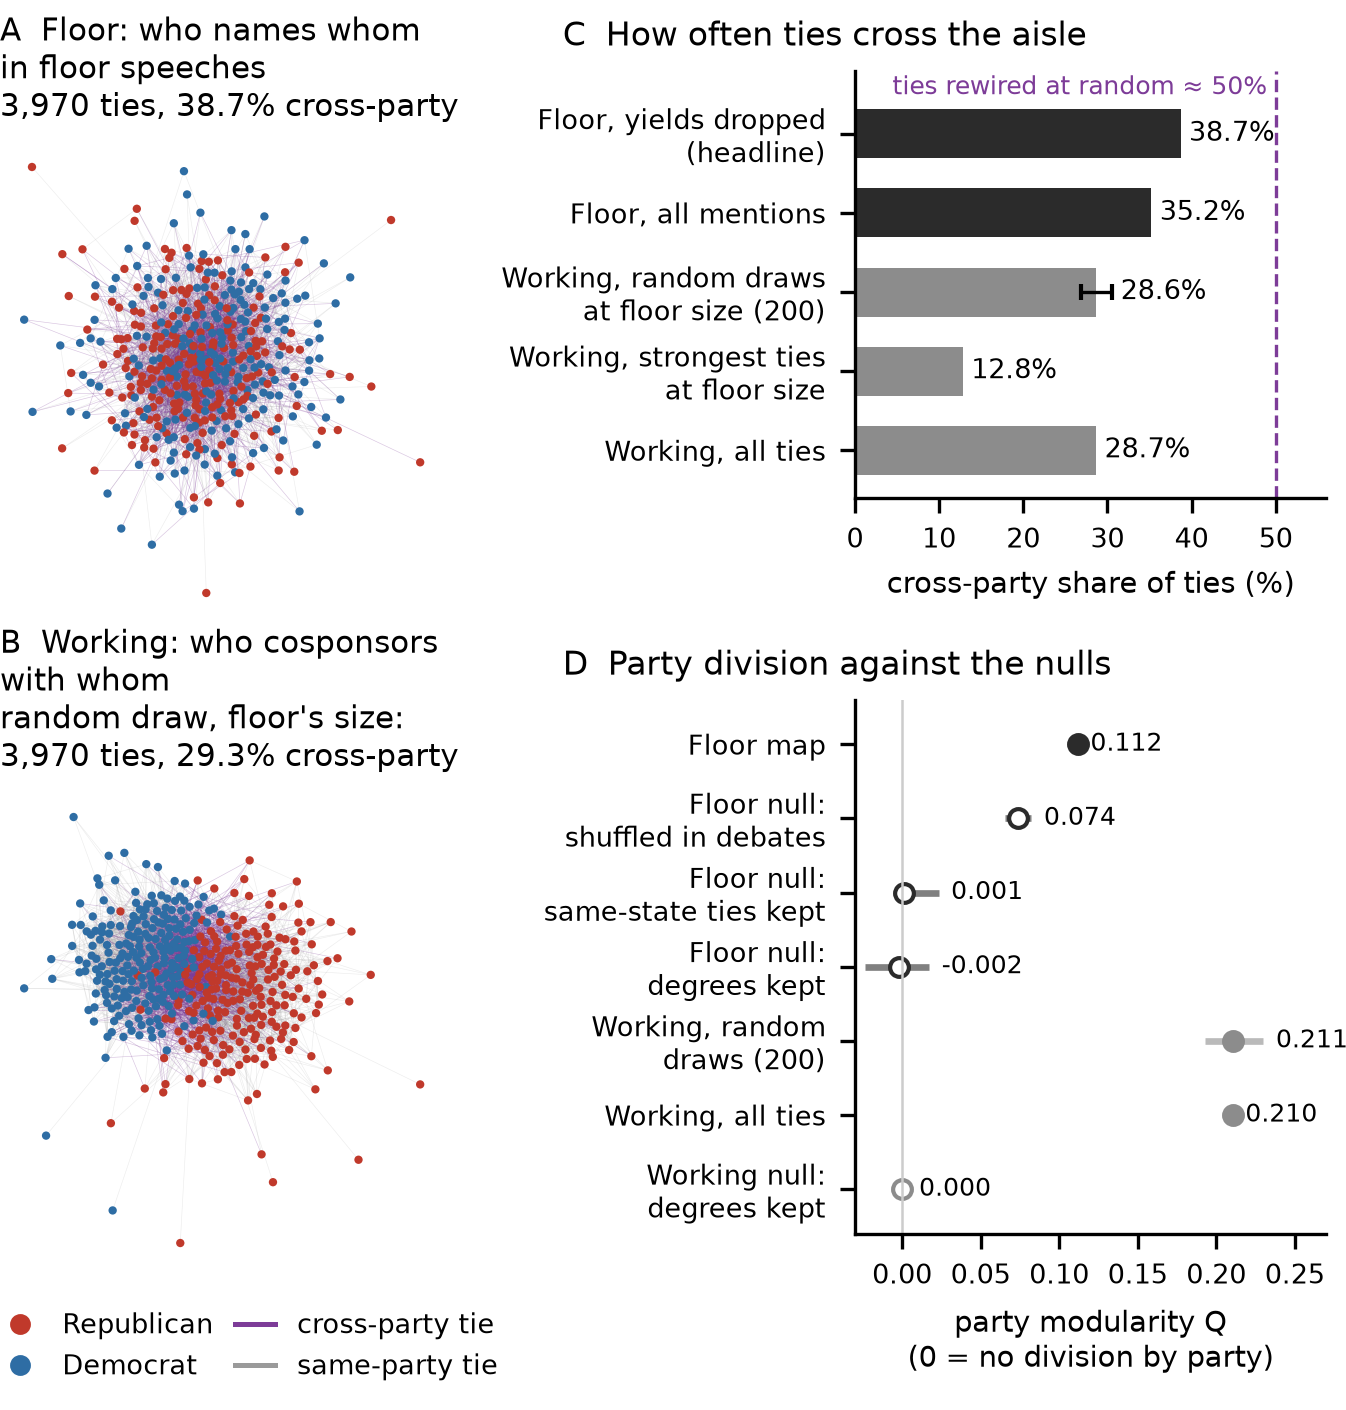 A  Floor: who names whom
in floor speeches
3,970 ties, 38.7% cross-party
B  Working: who cosponsors
with whom
random draw, floor's size:
3,970 ties, 29.3% cross-party
Republican
Democrat
cross-party tie
same-party tie
C  How often ties cross the aisle
ties rewired at random ≈ 50%
Floor, yields dropped
(headline)
38.7%
Floor, all mentions
35.2%
Working, random draws
at floor size (200)
28.6%
Working, strongest ties
at floor size
12.8%
Working, all ties
28.7%
0 10 20 30 40 50
cross-party share of ties (%)
D  Party division against the nulls
Floor map
0.112
Floor null:
shuffled in debates
0.074
Floor null:
same-state ties kept
0.001
Floor null:
degrees kept
-0.002
Working, random
draws (200)
0.211
Working, all ties
0.210
Working null:
degrees kept
0.000
0.00 0.05 0.10 0.15 0.20 0.25
party modularity Q
(0 = no division by party)